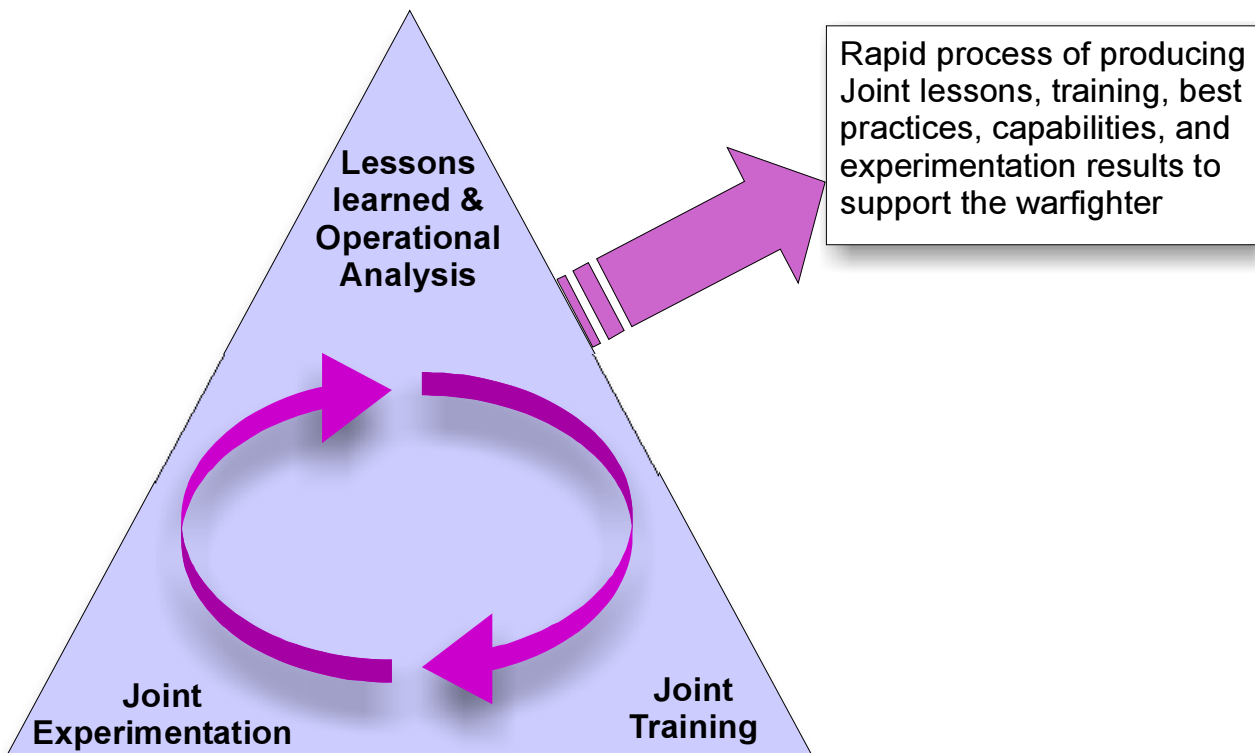 Lessons
learned &
Operational
Analysis
Rapid process of producing
Joint lessons, training, best
practices, capabilities, and
experimentation results to
support the warfighter
Joint
Experimentation
Joint
Training